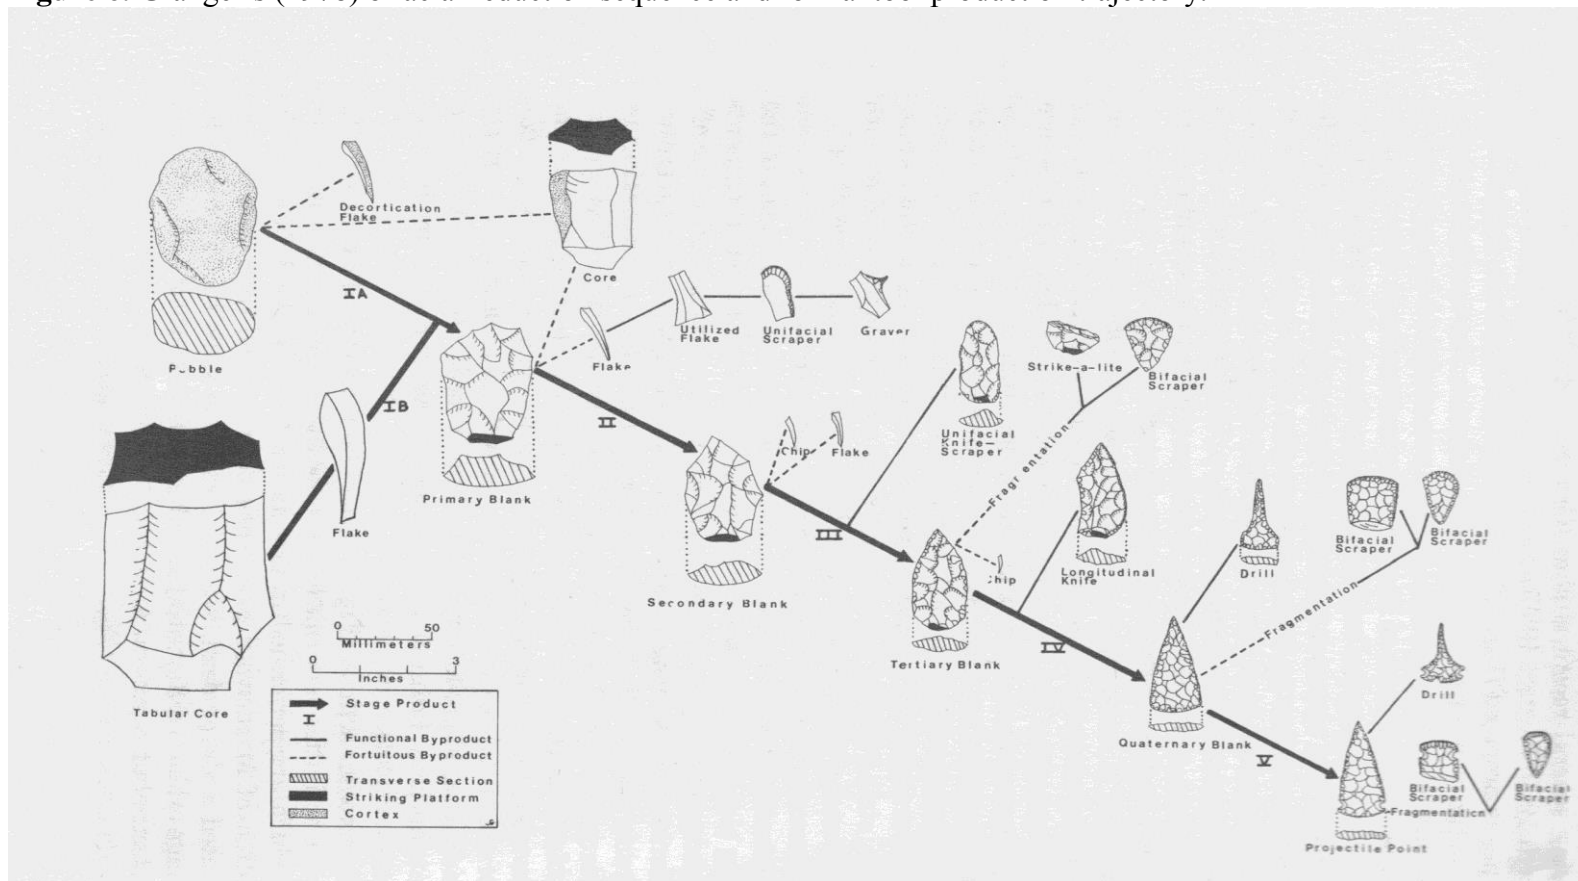 Decortication
Flake
Core
IA
Utilized
Flake
Unifacial
Scraper
Graver
Flake
Strike-a-lite
Bifacial
Scraper
IB
II
Unifacial
Knife—
Scraper
Chip
Flake
Primary Blank
Flake
Tabular Core
Secondary Blank
III
Longitudinal
Knife
Drill
Bifacial
Scraper
Bifacial
Scraper
Fragmentation
Tertiary Blank
IV
0 50
Millimeters
0 3
Inches
Stage Product
I
Functional Byproduct
Fortuitous Byproduct
Transverse Section
Striking Platform
Cortex
Quaternary Blank
V
Drill
Bifacial
Scraper
Bifacial
Scraper
Fragmentation
Projectile Point